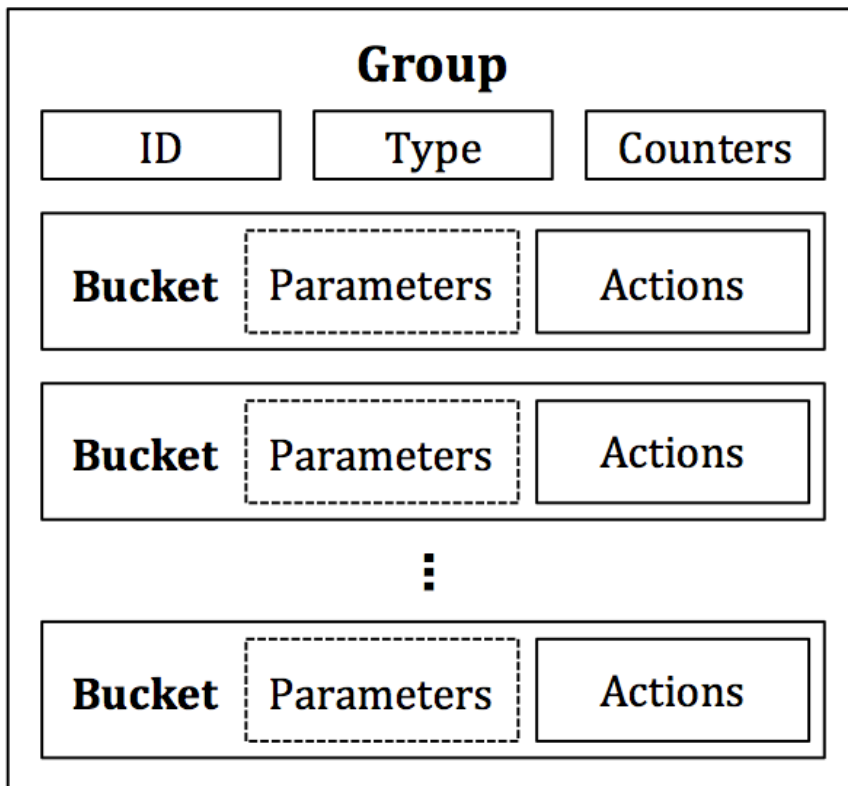 Group
ID Type Counters
Bucket Parameters Actions
Bucket Parameters Actions
⋮
Bucket Parameters Actions